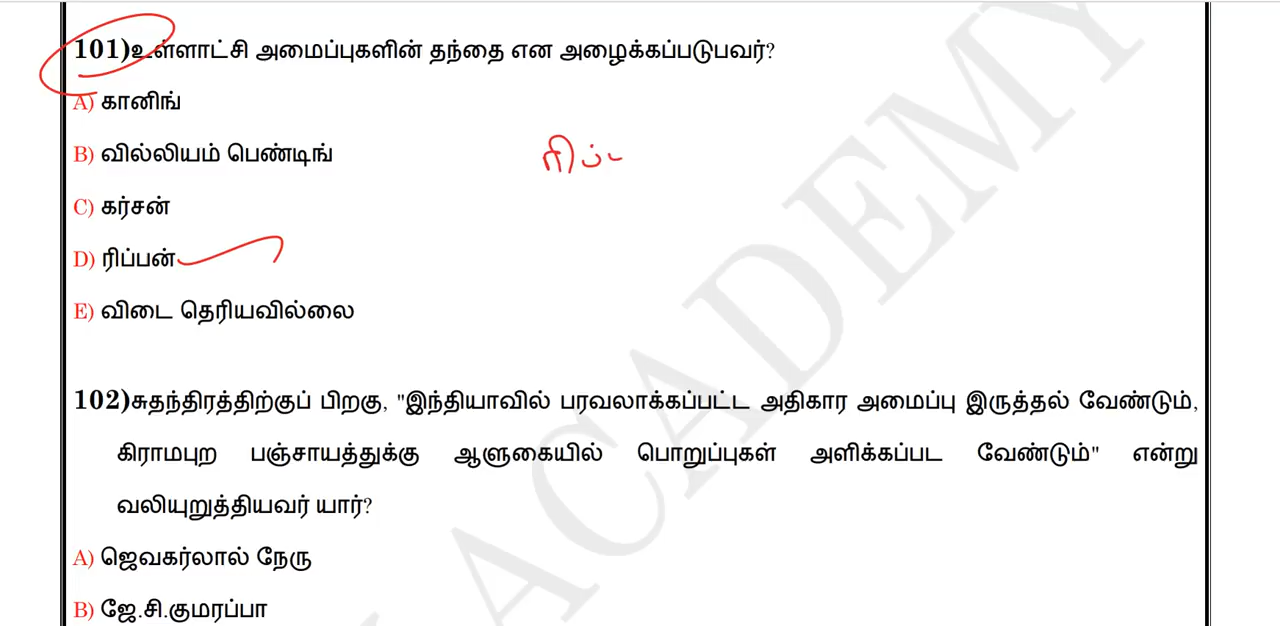 101)உள்ளாட்சி அமைப்புகளின் தந்தை என அழைக்கப்படுபவர்?
A) கானிங்
B) வில்லியம் பெண்டிங்
ரிப்ப
C) கர்சன்
D) ரிப்பன்
E) விடை தெரியவில்லை
102)சுதந்திரத்திற்குப் பிறகு, "இந்தியாவில் பரவலாக்கப்பட்ட அதிகார அமைப்பு இருத்தல் வேண்டும்,
கிராமபுற பஞ்சாயத்துக்கு ஆளுகையில் பொறுப்புகள் அளிக்கப்பட வேண்டும்" என்று
வலியுறுத்தியவர் யார்?
A) ஜெவகர்லால் நேரு
B) ஜே.சி.குமரப்பா
ACADEMY